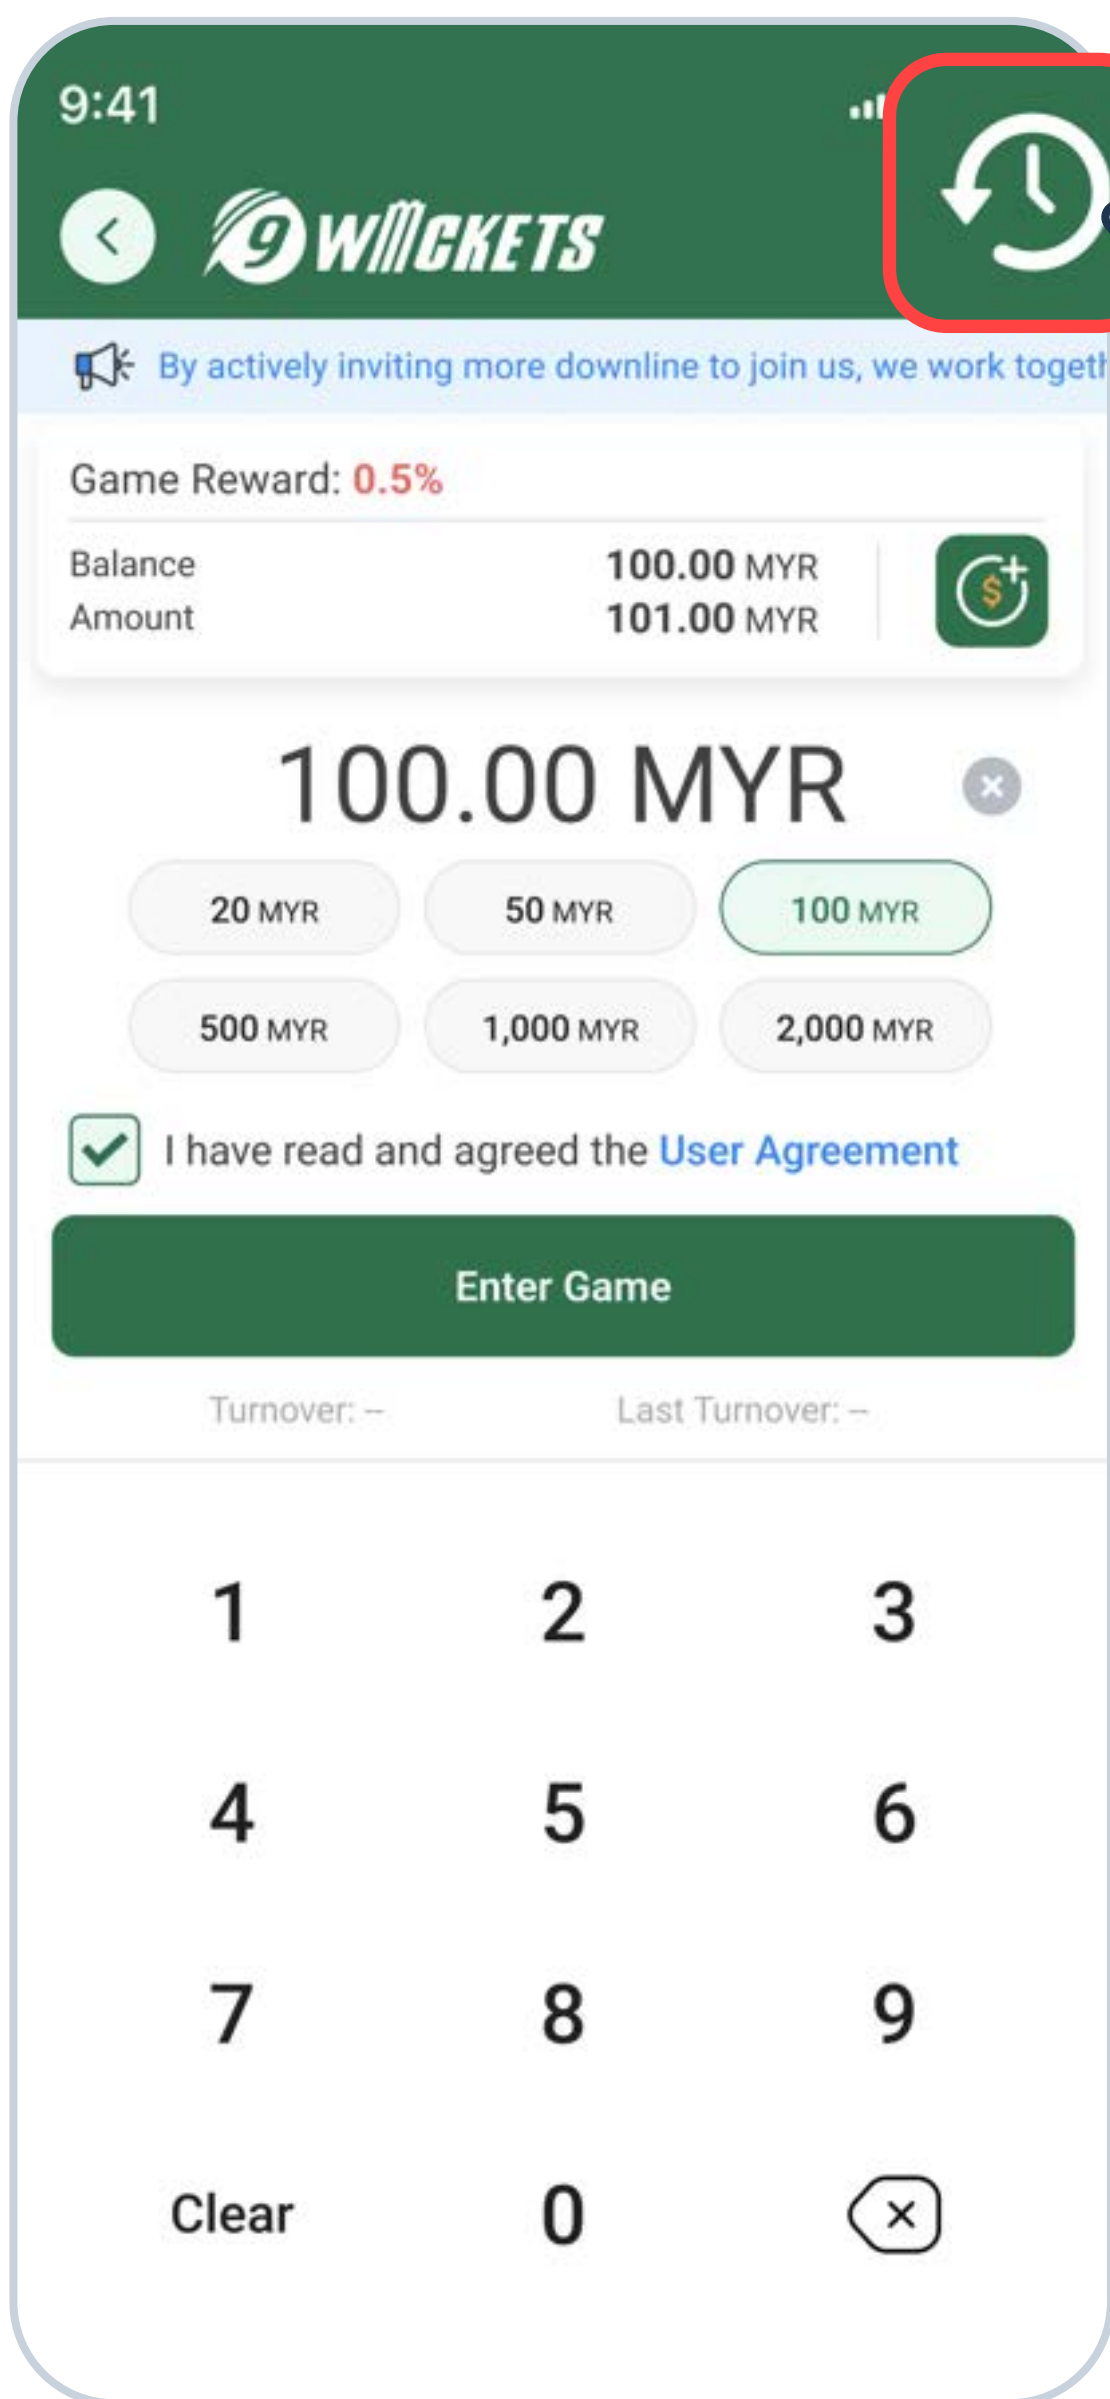 9:41
9 WICKETS
By actively inviting more downline to join us, we work
Game Reward: 0.5%
Balance 100.00 MYR
Amount 101.00 MYR
100.00 MYR
20 MYR 50 MYR 100 MYR
500 MYR 1,000 MYR 2,000 MYR
I have read and agreed the User Agreement
Enter Game
Turnover: -- Last Turnover: --
1 2 3
4 5 6
7 8 9
Clear 0